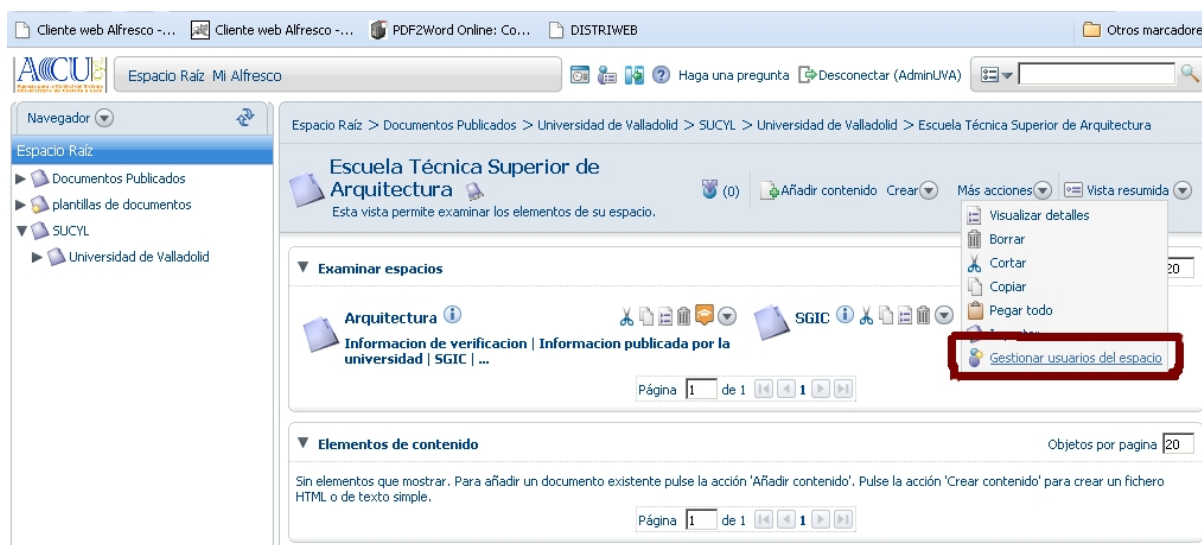 Cliente web Alfresco -... Cliente web Alfresco -... PDF2Word Online: Co... DISTRIWEB Otros marcadore
ACCU Espacio Raíz Mi Alfresco Haga una pregunta Desconectar (AdminUVA)
Navegador
Espacio Raíz > Documentos Publicados > Universidad de Valladolid > SUCYL > Universidad de Valladolid > Escuela Técnica Superior de Arquitectura
Espacio Raíz
Documentos Publicados
plantillas de documentos
SUCYL
Universidad de Valladolid
Escuela Técnica Superior de
Arquitectura
Esta vista permite examinar los elementos de su espacio.
(0) Añadir contenido Crear Más acciones Vista resumida
Visualizar detalles
Borrar
Cortar
Copiar
Pegar todo
Gestionar usuarios del espacio
Examinar espacios 20
Arquitectura SGIC
Informacion de verificacion | Informacion publicada por la
universidad | SGIC | ...
Página 1 de 1 1
Elementos de contenido Objetos por pagina 20
Sin elementos que mostrar. Para añadir un documento existente pulse la acción 'Añadir contenido'. Pulse la acción 'Crear contenido' para crear un fichero
HTML o de texto simple.
Página 1 de 1 1